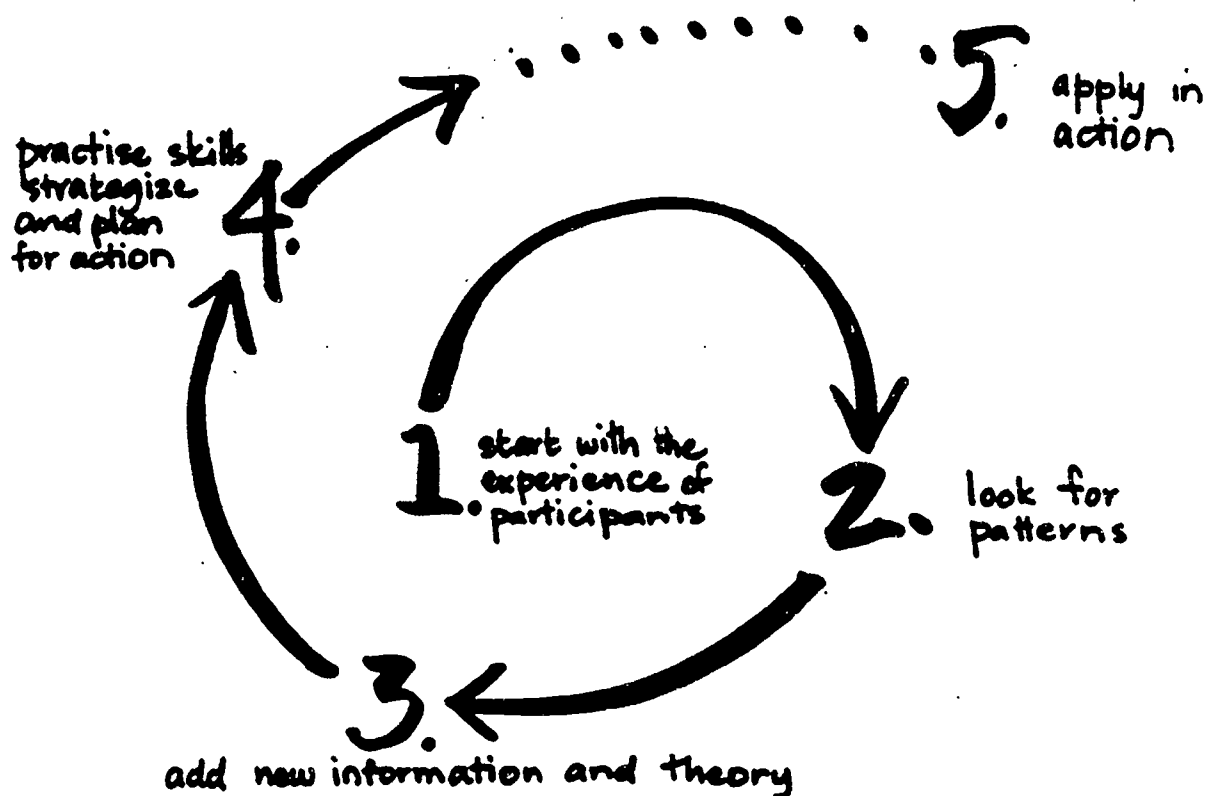 1. start with the
experience of
participants
2. look for
patterns
3.
add new information and theory
4. practise skills
strategize
and plan
for action
5. apply in
action